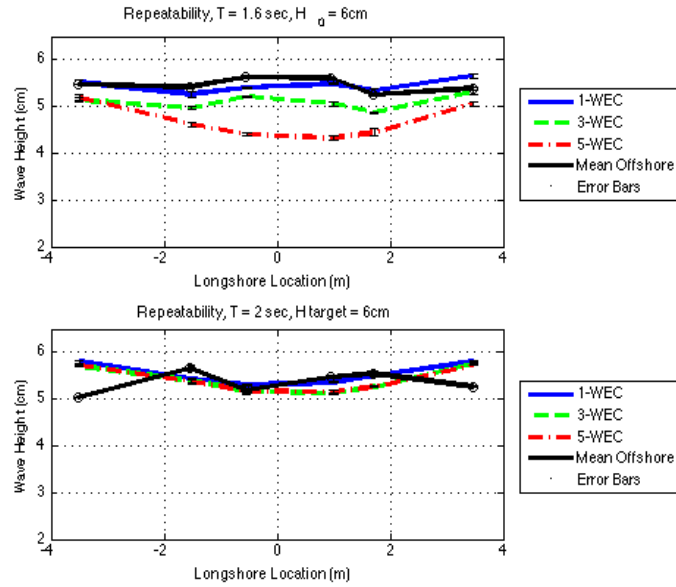 Repeatability, T = 1.6 sec, H = 6cm
6
5
4
3
2
Wave Height (cm)
-4 -2 0 2 4
Longshore Location (m)
1-WEC
3-WEC
5-WEC
Mean Offshore
Error Bars
Repeatability, T = 2 sec, H target = 6cm
6
5
4
3
2
Wave Height (cm)
-4 -2 0 2 4
Longshore Location (m)
1-WEC
3-WEC
5-WEC
Mean Offshore
Error Bars